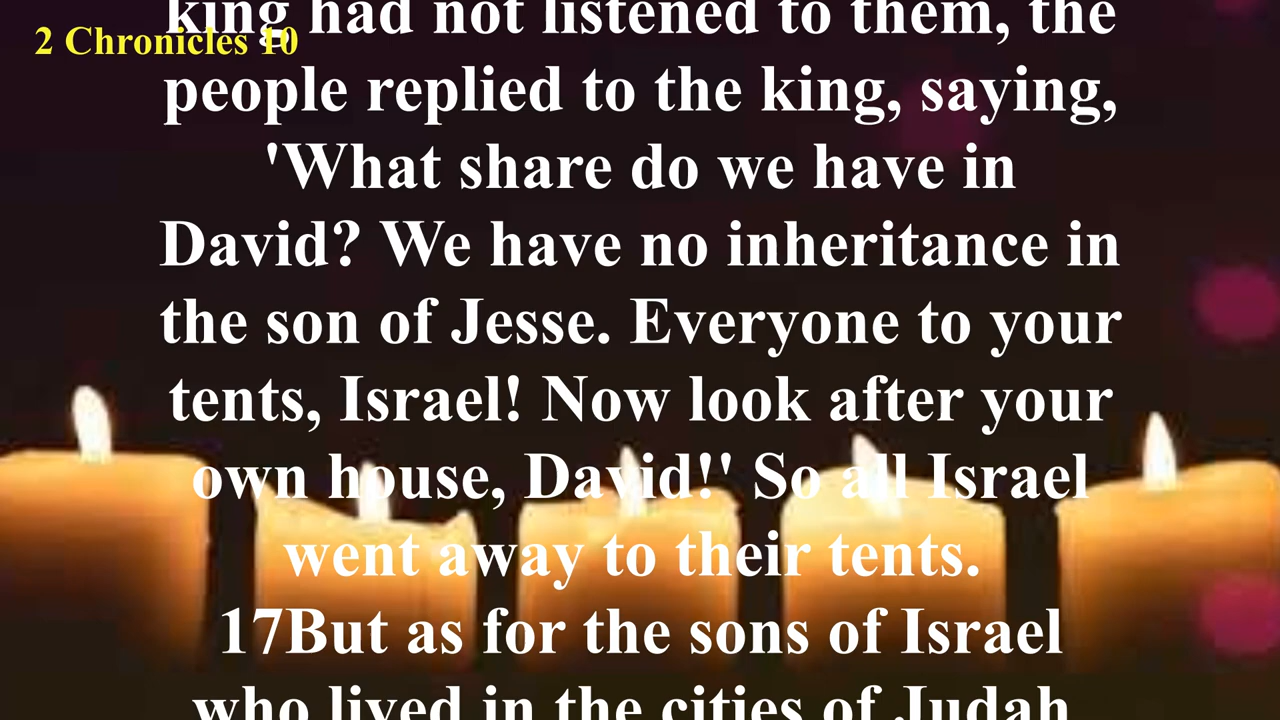 king had not listened to them, the
2 Chronicles 10
people replied to the king, saying,
'What share do we have in
David? We have no inheritance in
the son of Jesse. Everyone to your
tents, Israel! Now look after your
own house, David!'' So all Israel
went away to their tents.
17But as for the sons of Israel
who lived in the cities of Judah